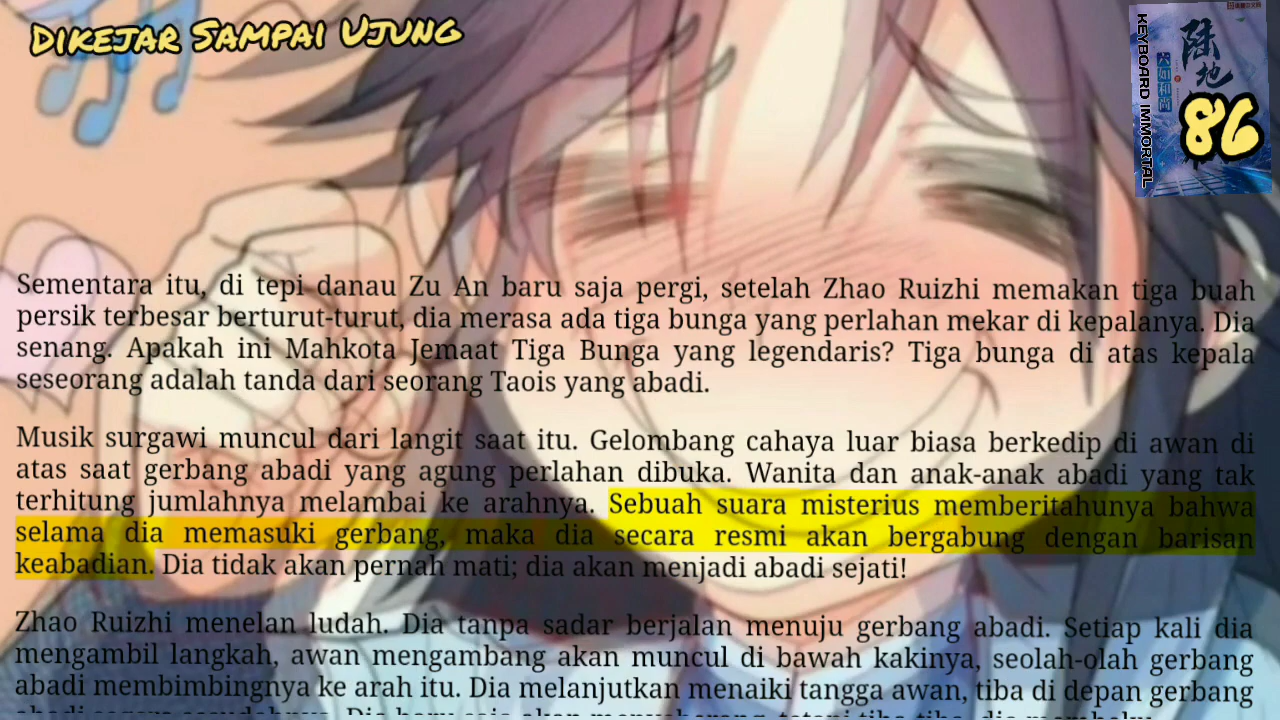 Dikejar Sampai Ujung
KEYBOARD IMMORTAL
陆地
86
Sementara itu, di tepi danau Zu An baru saja pergi, setelah Zhao Ruizhi memakan tiga buah
persik terbesar berturut-turut, dia merasa ada tiga bunga yang perlahan mekar di kepalanya. Dia
senang. Apakah ini Mahkota Jemaat Tiga Bunga yang legendaris? Tiga bunga di atas kepala
seseorang adalah tanda dari seorang Taois yang abadi.
Musik surgawi muncul dari langit saat itu. Gelombang cahaya luar biasa berkedip di awan di
atas saat gerbang abadi yang agung perlahan dibuka. Wanita dan anak-anak abadi yang tak
terhitung jumlahnya melambai ke arahnya. Sebuah suara misterius memberitahunya bahwa
selama dia memasuki gerbang, maka dia secara resmi akan bergabung dengan barisan
keabadian. Dia tidak akan pernah mati; dia akan menjadi abadi sejati!
Zhao Ruizhi menelan ludah. Dia tanpa sadar berjalan menuju gerbang abadi. Setiap kali dia
mengambil langkah, awan mengambang akan muncul di bawah kakinya, seolah-olah gerbang
abadi membimbingnya ke arah itu. Dia melanjutkan menaiki tangga awan, tiba di depan gerbang